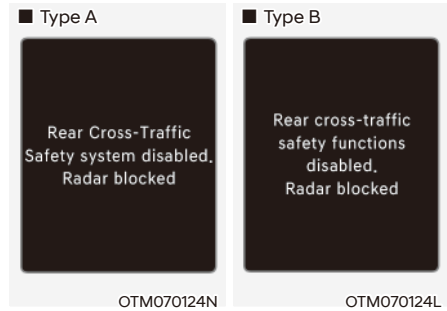 ■ Type A
Rear Cross-Traffic
Safety system disabled.
Radar blocked
OTM070124N
■ Type B
Rear cross-traffic
safety functions
disabled.
Radar blocked
OTM070124L